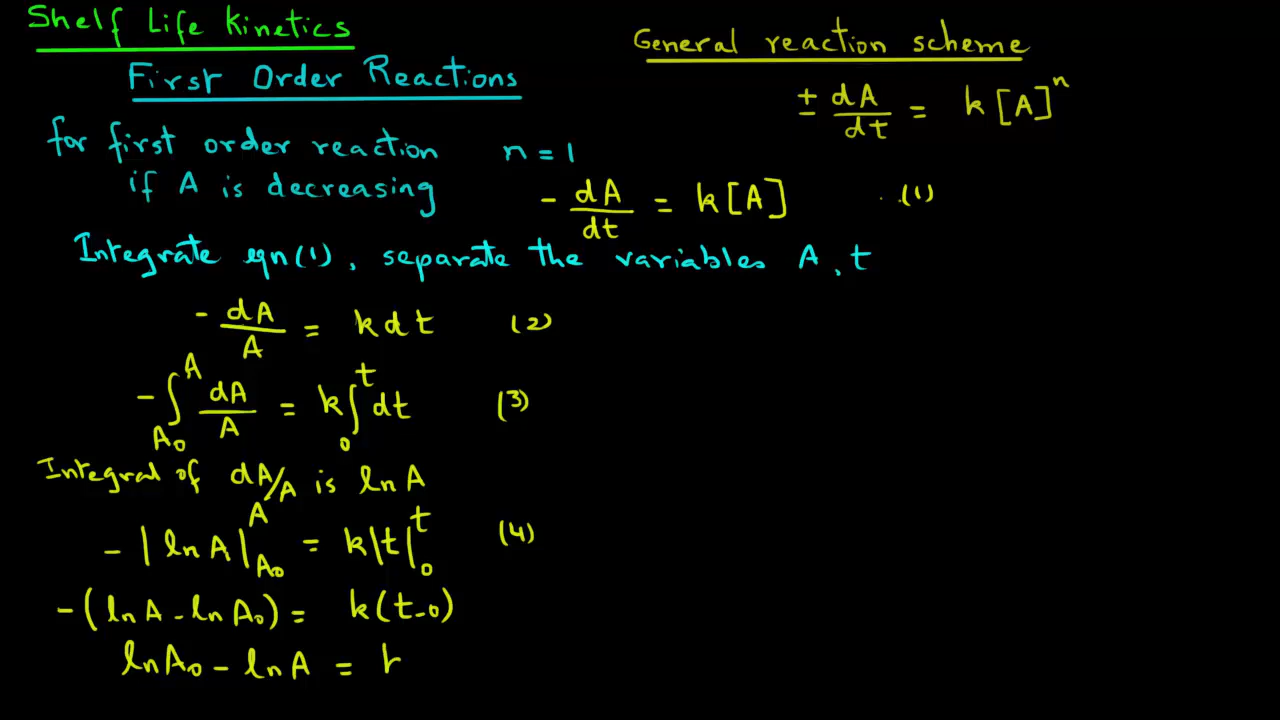 Shelf Life Kinetics
General reaction scheme
First Order Reactions
± dA/dt = k[A]^n
for first order reaction n = 1
if A is decreasing - dA/dt = k[A] ..(1)
Integrate eqn(1), separate the variables A, t
- dA/A = k dt (2)
- ∫_{A₀}^{A} dA/A = k ∫_{0}^{t} dt (3)
Integral of dA/A is ln A
- |ln A|_{A₀}^{A} = k|t|_{0}^{t} (4)
-(ln A - ln A₀) = k(t-0)
ln A₀ - ln A =